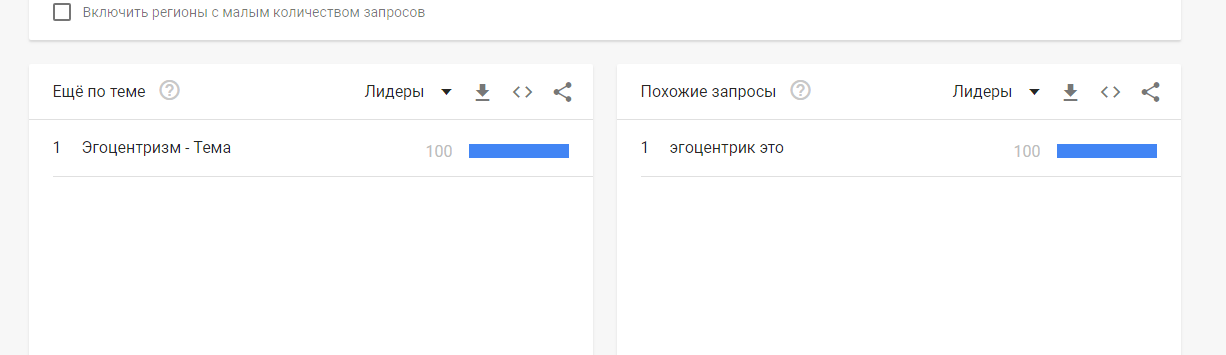 Включить регионы с малым количеством запросов
Ещё по теме ? Лидеры
1 Эгоцентризм - Тема 100
Похожие запросы ? Лидеры
1 эгоцентрик это 100